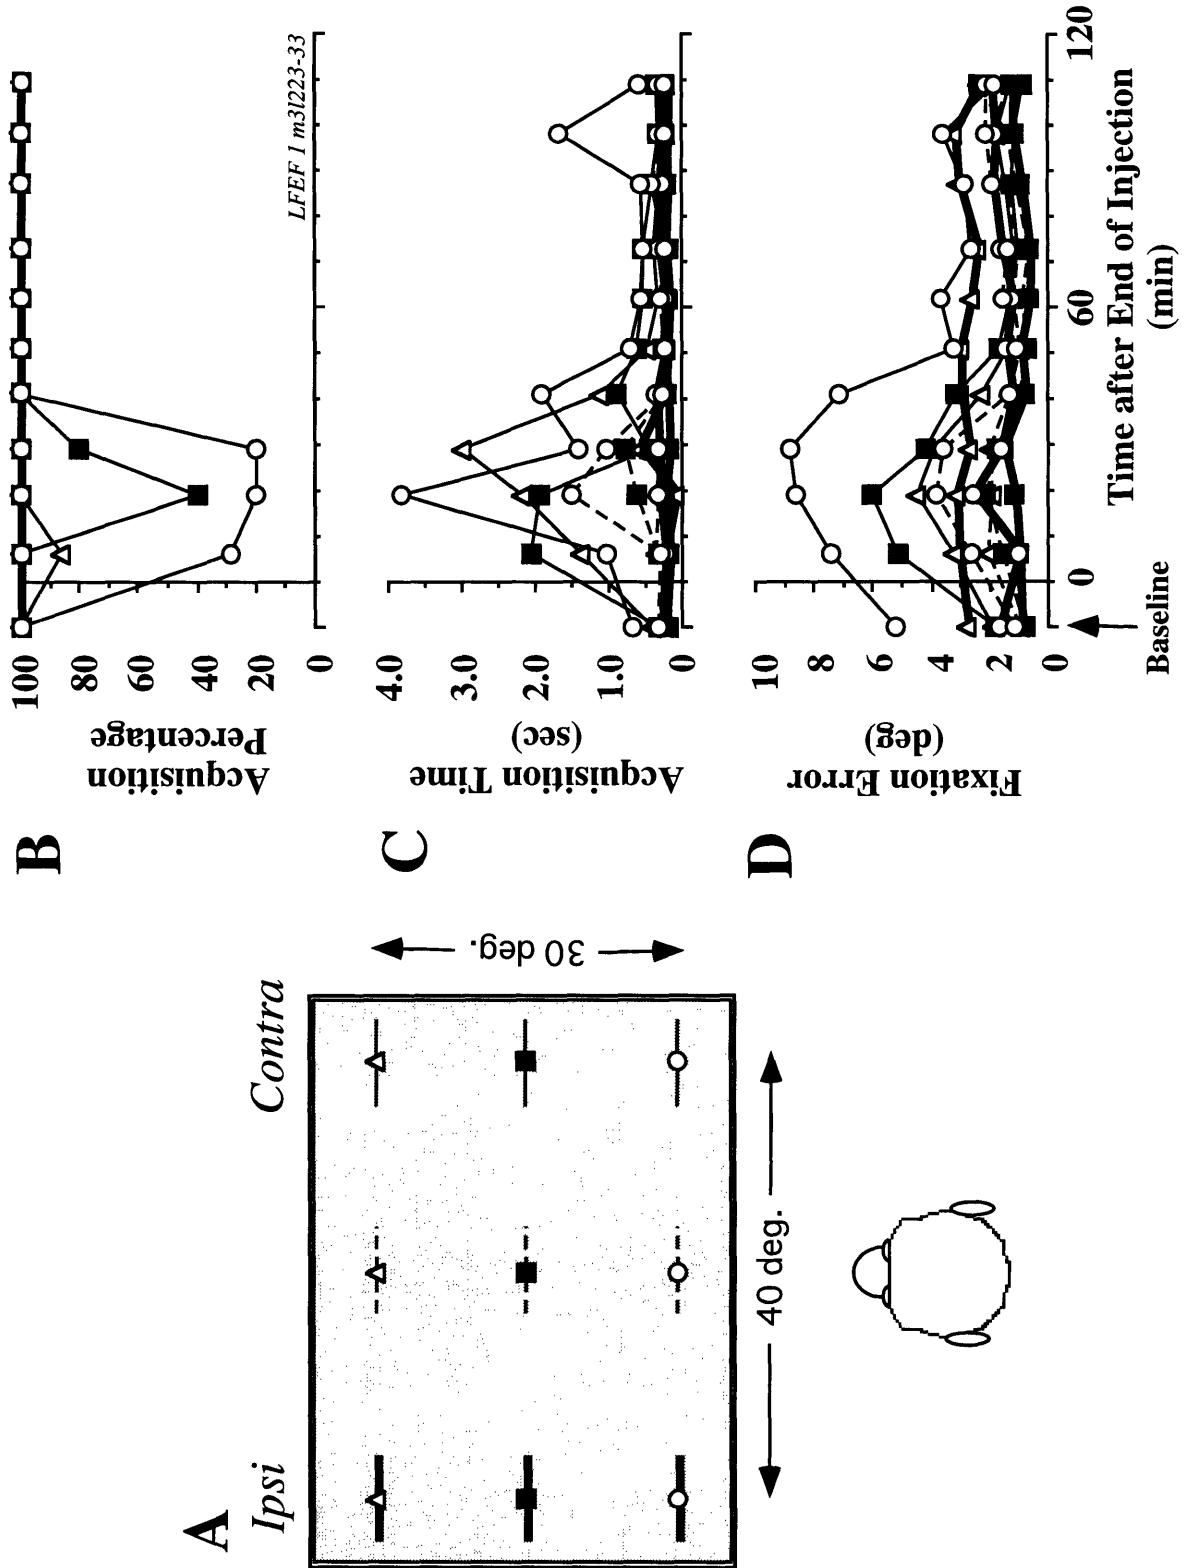 A
Ipsi
Contra
30 deg.
40 deg.
B
Acquisition
Percentage
100
80
60
40
20
0
LFEF 1 m3l223-33
C
Acquisition Time
(sec)
4.0
3.0
2.0
1.0
0
D
Fixation Error
(deg)
10
8
6
4
2
0
0
60
120
Baseline
Time after End of Injection
(min)